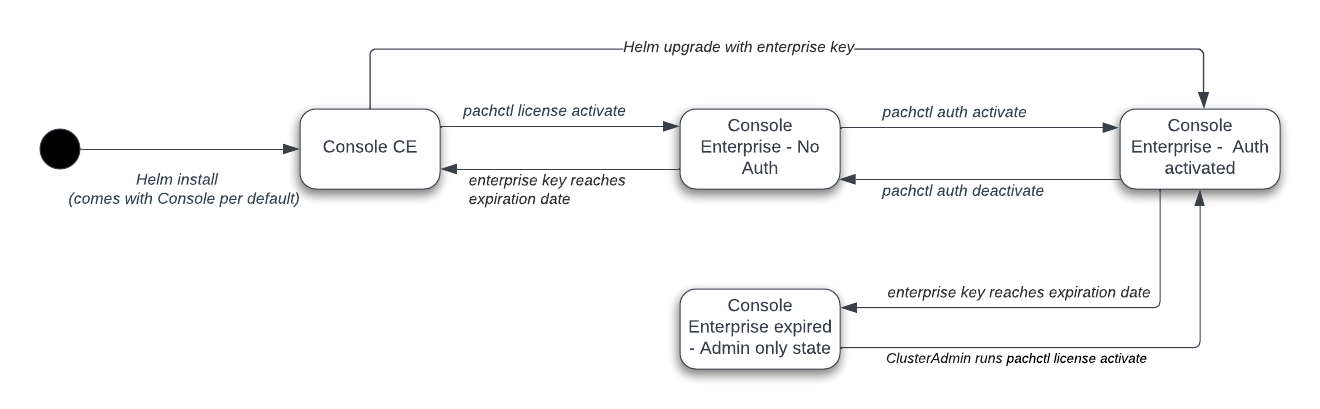 Helm upgrade with enterprise key
pachctl license activate
pachctl auth activate
Console CE
Console
Enterprise - No
Auth
Console
Enterprise -  Auth
activated
Helm install
(comes with Console per default)
enterprise key reaches
expiration date
pachctl auth deactivate
enterprise key reaches expiration date
Console
Enterprise expired
- Admin only state
ClusterAdmin runs pachctl license activate